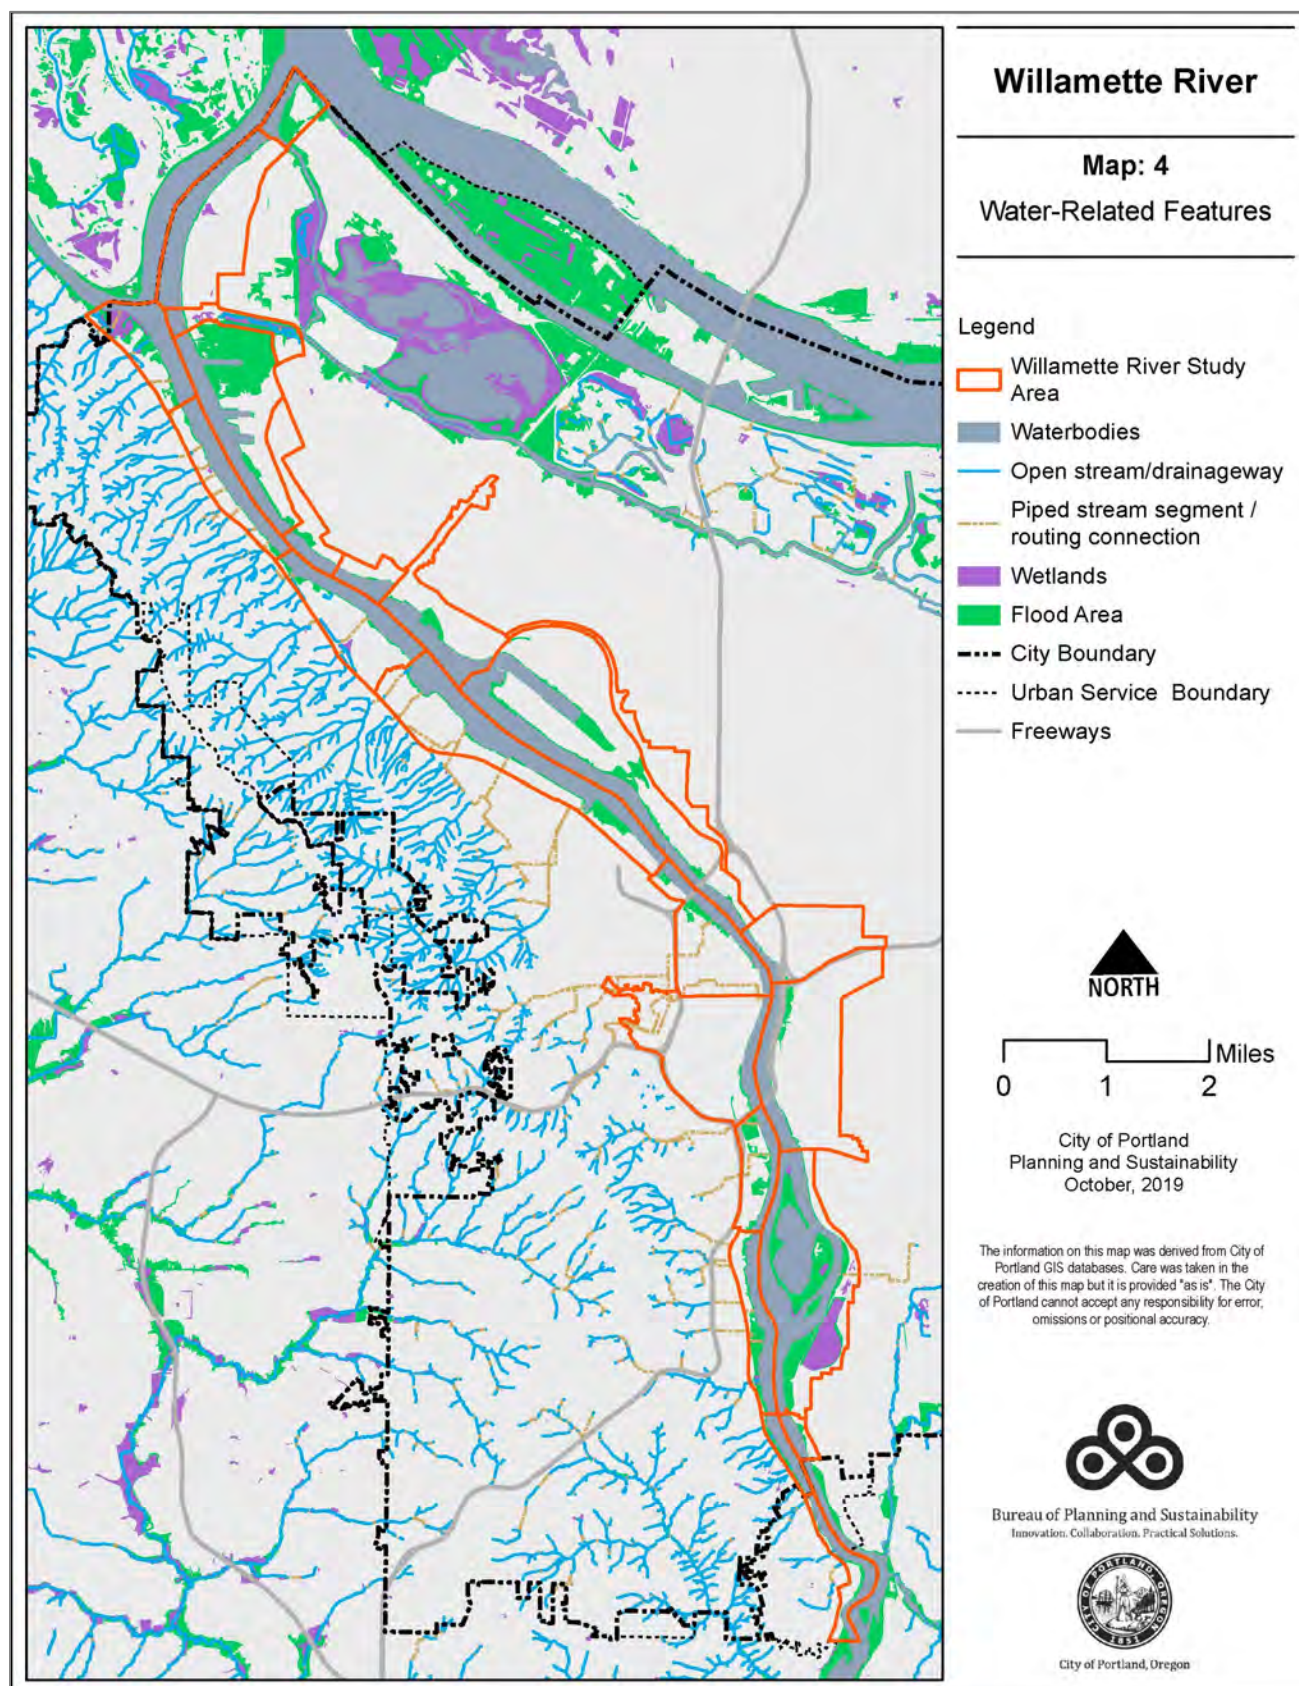 Willamette River
Map: 4
Water-Related Features
Legend
Willamette River Study
Area
Waterbodies
Open stream/drainageway
Piped stream segment /
routing connection
Wetlands
Flood Area
City Boundary
Urban Service Boundary
Freeways
NORTH
Miles
0 1 2
City of Portland
Planning and Sustainability
October, 2019
The information on this map was derived from City of
Portland GIS databases. Care was taken in the
creation of this map but it is provided "as is". The City
of Portland cannot accept any responsibility for error,
omissions or positional accuracy.
Bureau of Planning and Sustainability
Innovation. Collaboration. Practical Solutions.
CITY OF PORTLAND, OREGON
1851
City of Portland, Oregon